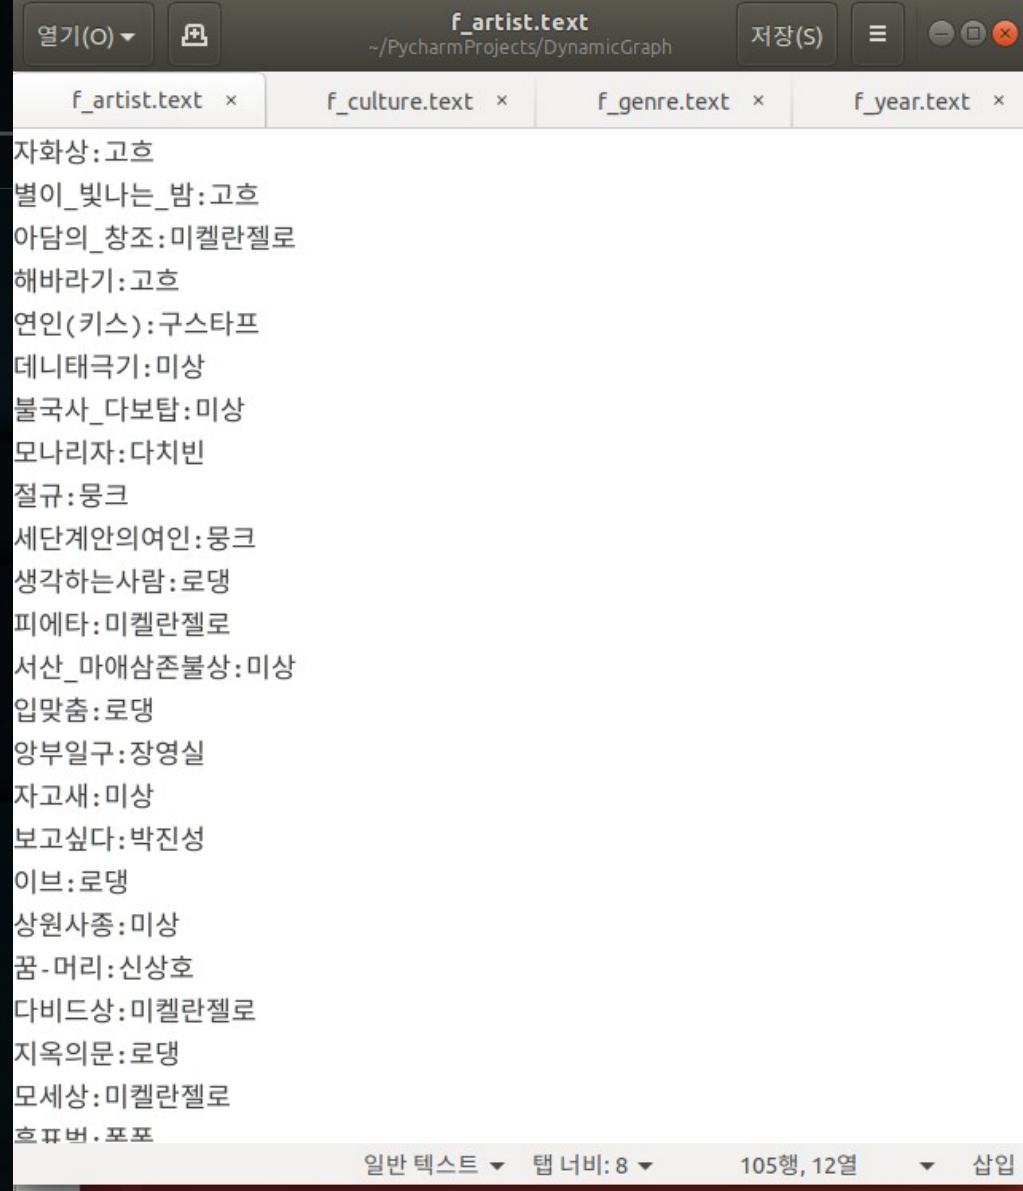 열기(O)
f_artist.text
~/PycharmProjects/DynamicGraph
저장(S)
f_artist.text × f_culture.text × f_genre.text × f_year.text ×
자화상:고흐
별이_빛나는_밤:고흐
아담의_창조:미켈란젤로
해바라기:고흐
연인(키스):구스타프
데니태극기:미상
불국사_다보탑:미상
모나리자:다치빈
절규:뭉크
세단계안의여인:뭉크
생각하는사람:로댕
피에타:미켈란젤로
서산_마애삼존불상:미상
입맞춤:로댕
앙부일구:장영실
자고새:미상
보고싶다:박진성
이브:로댕
상원사종:미상
꿈-머리:신상호
다비드상:미켈란젤로
지옥의문:로댕
모세상:미켈란젤로
일반 텍스트 탭 너비: 8 105행, 12열 삽입